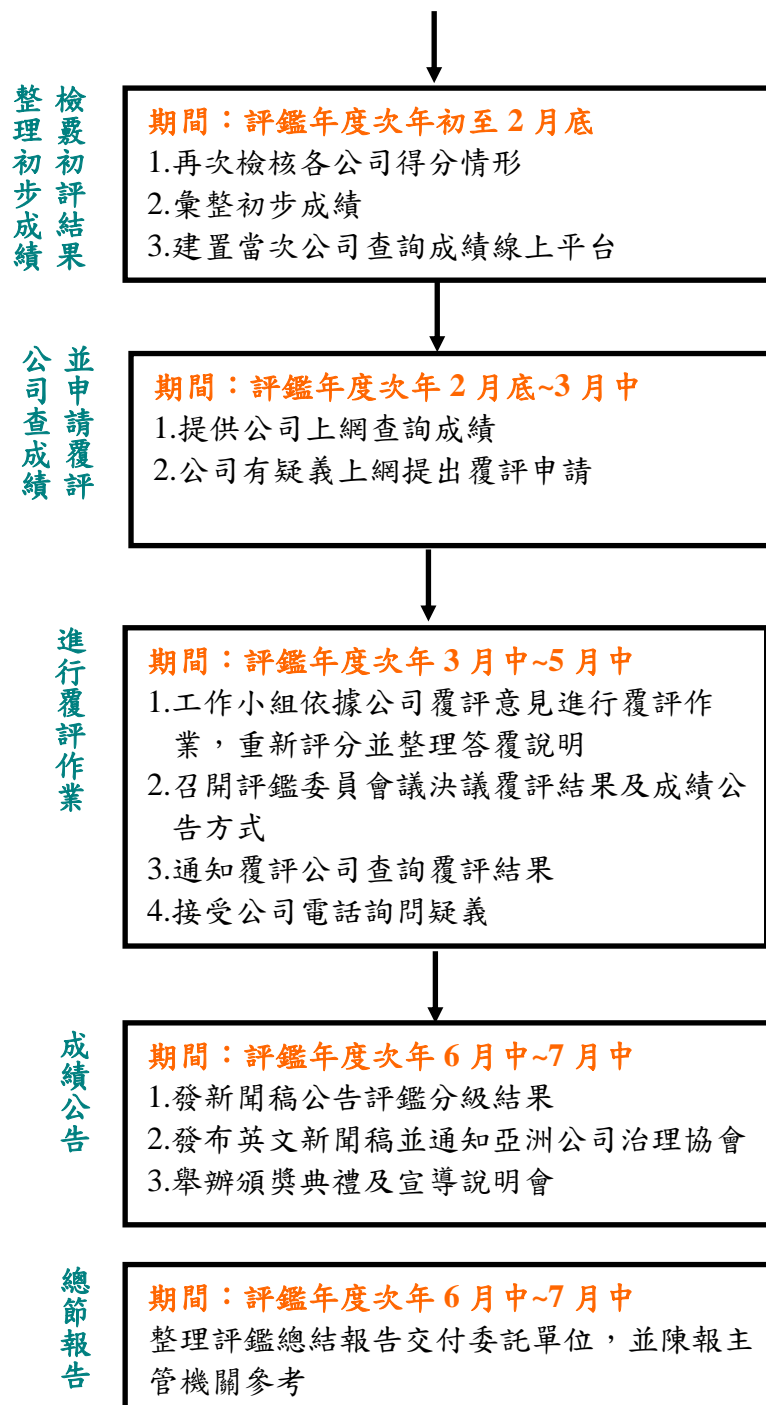 檢覈初評結果
整理初步成績
期間：評鑑年度次年初至 2 月底
1.再次檢核各公司得分情形
2.彙整初步成績
3.建置當次公司查詢成績線上平台
並申請覆評
公司查成績
期間：評鑑年度次年 2 月底~3 月中
1.提供公司上網查詢成績
2.公司有疑義上網提出覆評申請
進行覆評作業
期間：評鑑年度次年 3 月中~5 月中
1.工作小組依據公司覆評意見進行覆評作
業，重新評分並整理答覆說明
2.召開評鑑委員會議決議覆評結果及成績公
告方式
3.通知覆評公司查詢覆評結果
4.接受公司電話詢問疑義
成績公告
期間：評鑑年度次年 6 月中~7 月中
1.發新聞稿公告評鑑分級結果
2.發布英文新聞稿並通知亞洲公司治理協會
3.舉辦頒獎典禮及宣導說明會
總節報告
期間：評鑑年度次年 6 月中~7 月中
整理評鑑總結報告交付委託單位，並陳報主
管機關參考